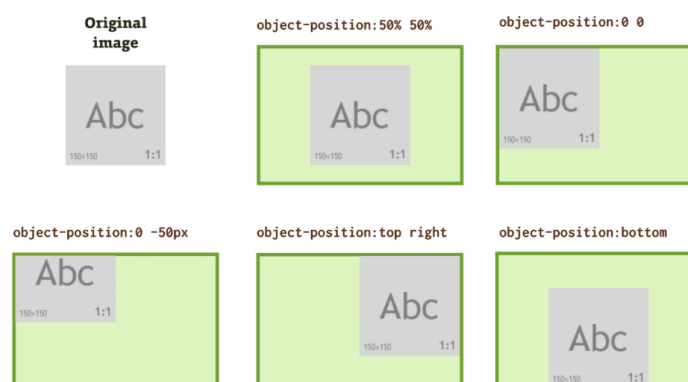 Original
image
Abc
150×150 1:1
object-position:50% 50%
Abc
150×150 1:1
object-position:0 0
Abc
150×150 1:1
object-position:0 -50px
Abc
150×150 1:1
object-position:top right
Abc
150×150 1:1
object-position:bottom
Abc
150×150 1:1